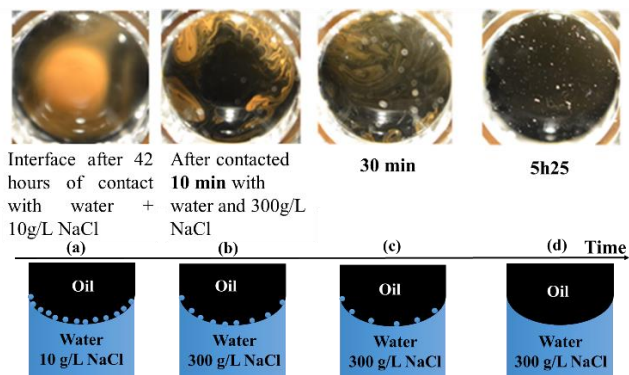 Interface after 42
hours of contact
with water +
10g/L NaCl
(a)
After contacted
10 min with
water and 300g/L
NaCl
(b)
30 min
(c)
5h25
(d)
Time
Oil
Water
10 g/L NaCl
Oil
Water
300 g/L NaCl
Oil
Water
300 g/L NaCl
Oil
Water
300 g/L NaCl